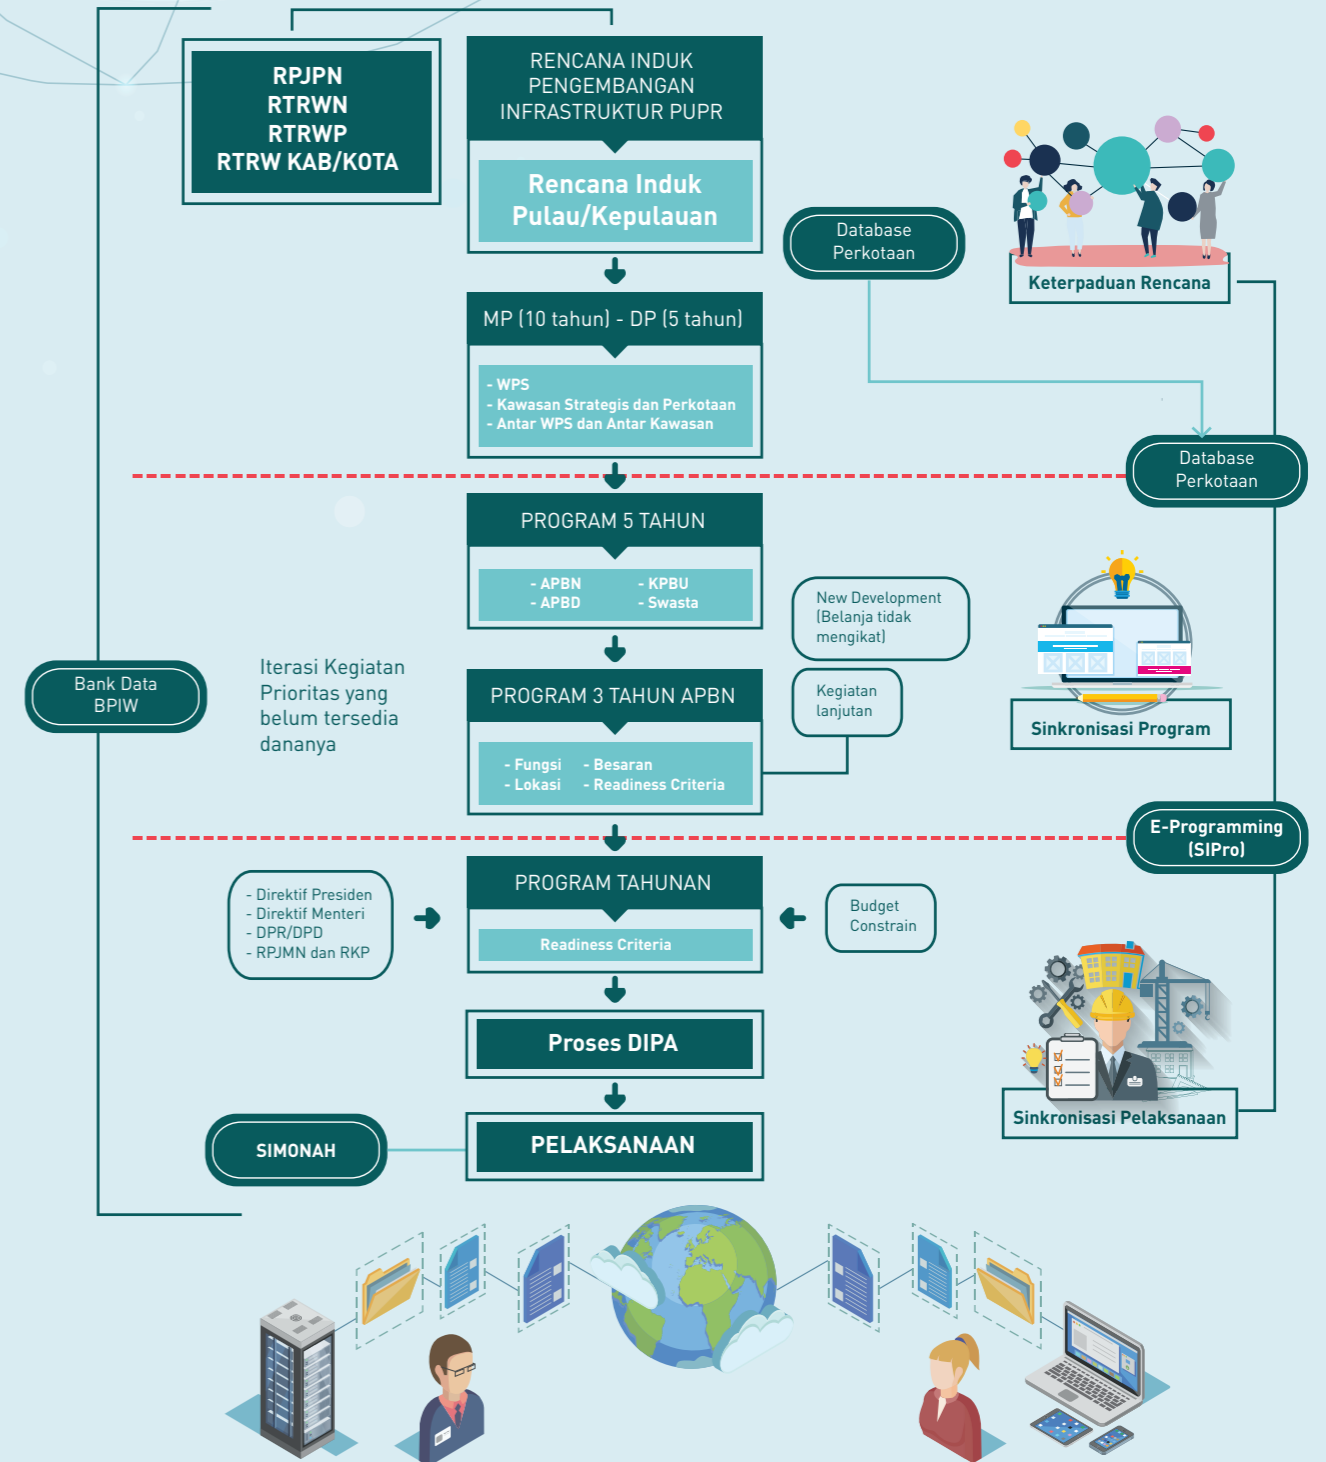 RPJPN
RTRWN
RTRWP
RTRW KAB/KOTA
RENCANA INDUK
PENGEMBANGAN
INFRASTRUKTUR PUPR
Rencana Induk
Pulau/Kepulauan
Database
Perkotaan
Keterpaduan Rencana
MP (10 tahun) - DP (5 tahun)
- WPS
- Kawasan Strategis dan Perkotaan
- Antar WPS dan Antar Kawasan
Database
Perkotaan
PROGRAM 5 TAHUN
- APBN - KPBU
- APBD - Swasta
New Development
(Belanja tidak
mengikat)
Bank Data
BPIW
Iterasi Kegiatan
Prioritas yang
belum tersedia
dananya
PROGRAM 3 TAHUN APBN
Kegiatan
lanjutan
- Fungsi - Besaran
- Lokasi - Readiness Criteria
Sinkronisasi Program
E-Programming
(SIPro)
- Direktif Presiden
- Direktif Menteri
- DPR/DPD
- RPJMN dan RKP
PROGRAM TAHUNAN
Readiness Criteria
Budget
Constrain
Proses DIPA
Sinkronisasi Pelaksanaan
SIMONAH
PELAKSANAAN